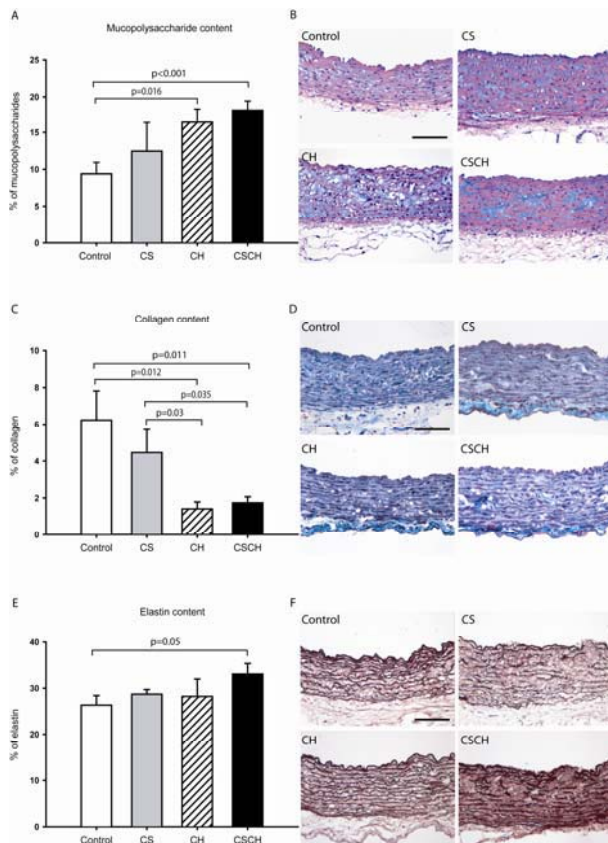 A
Mucopolysaccharide content
p<0.001
p=0.016
% of mucopolysaccharides
25
20
15
10
5
0
Control CS CH CSCH
B
Control CS
CH CSCH
C
Collagen content
p=0.011
p=0.012
p=0.035
p=0.03
% of collagen
10
8
6
4
2
0
Control CS CH CSCH
D
Control CS
CH CSCH
E
Elastin content
p=0.05
% of elastin
40
30
20
10
0
Control CS CH CSCH
F
Control CS
CH CSCH